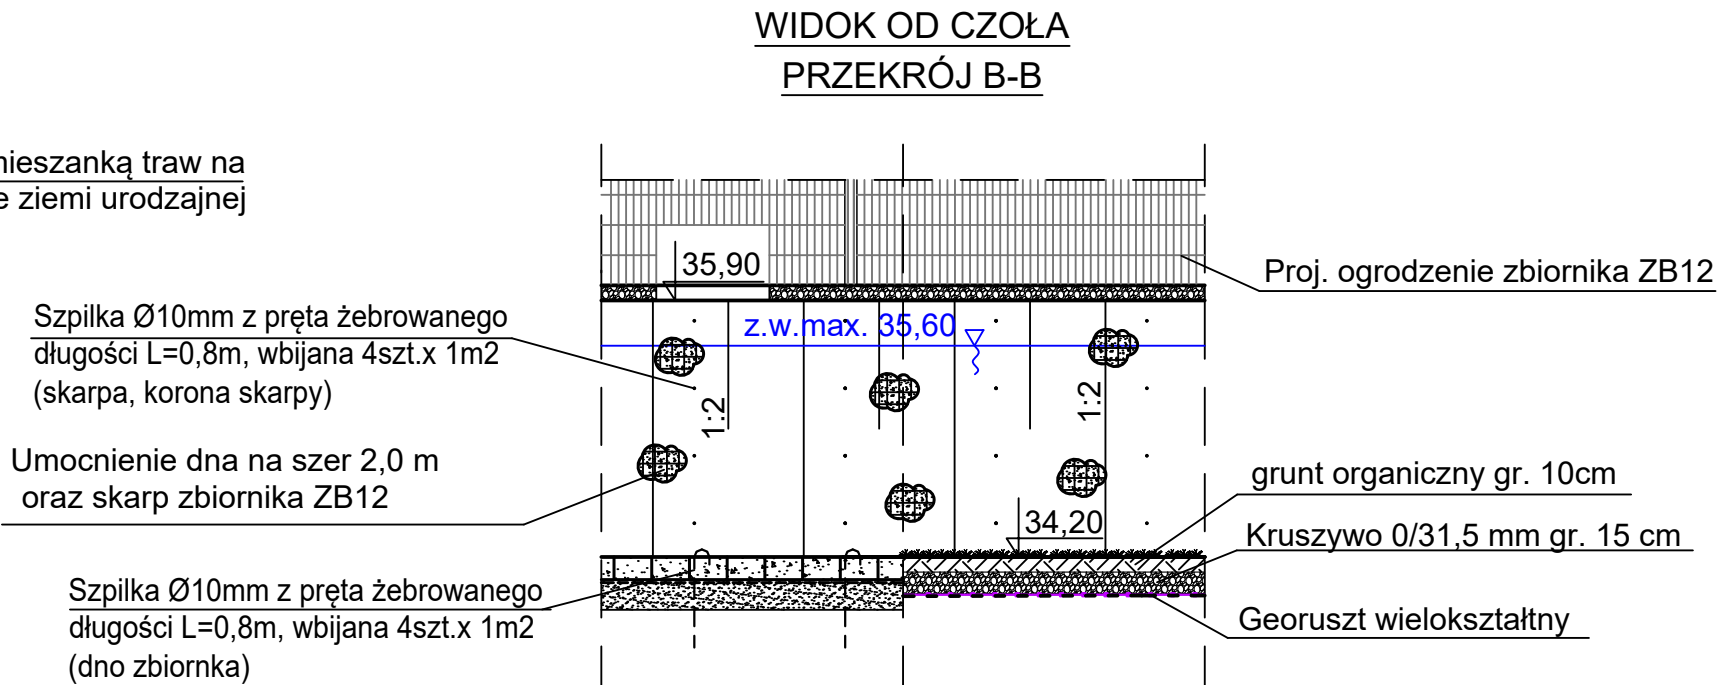 WIDOK OD CZOŁA
PRZEKRÓJ B-B
mieszanką traw na
e ziemi urodzajnej
35,90
Proj. ogrodzenie zbiornika ZB12
Szpilka Ø10mm z pręta żebrowanego
długości L=0,8m, wbijana 4szt.x 1m2
(skarpa, korona skarpy)
z.w.max. 35,60
1:2
1:2
Umocnienie dna na szer 2,0 m
oraz skarp zbiornika ZB12
grunt organiczny gr. 10cm
34,20
Kruszywo 0/31,5 mm gr. 15 cm
Szpilka Ø10mm z pręta żebrowanego
długości L=0,8m, wbijana 4szt.x 1m2
(dno zbiornka)
Georuszt wielokształtny